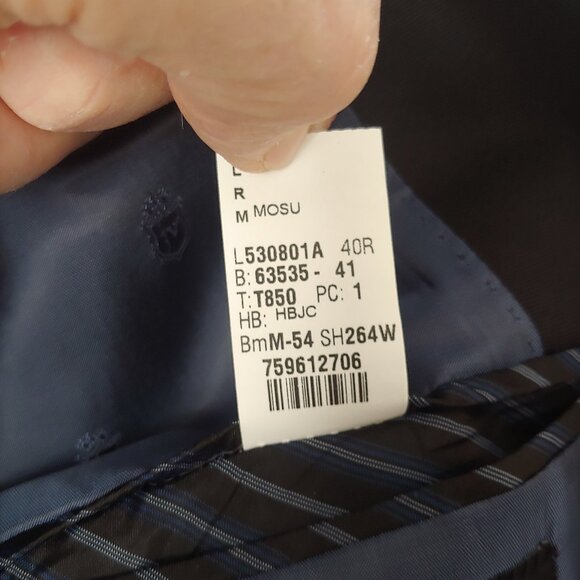 R
M MOSU
L530801A 40R
B: 63535- 41
T: T850 PC: 1
HB: HBJC
BmM-54 SH264W
759612706